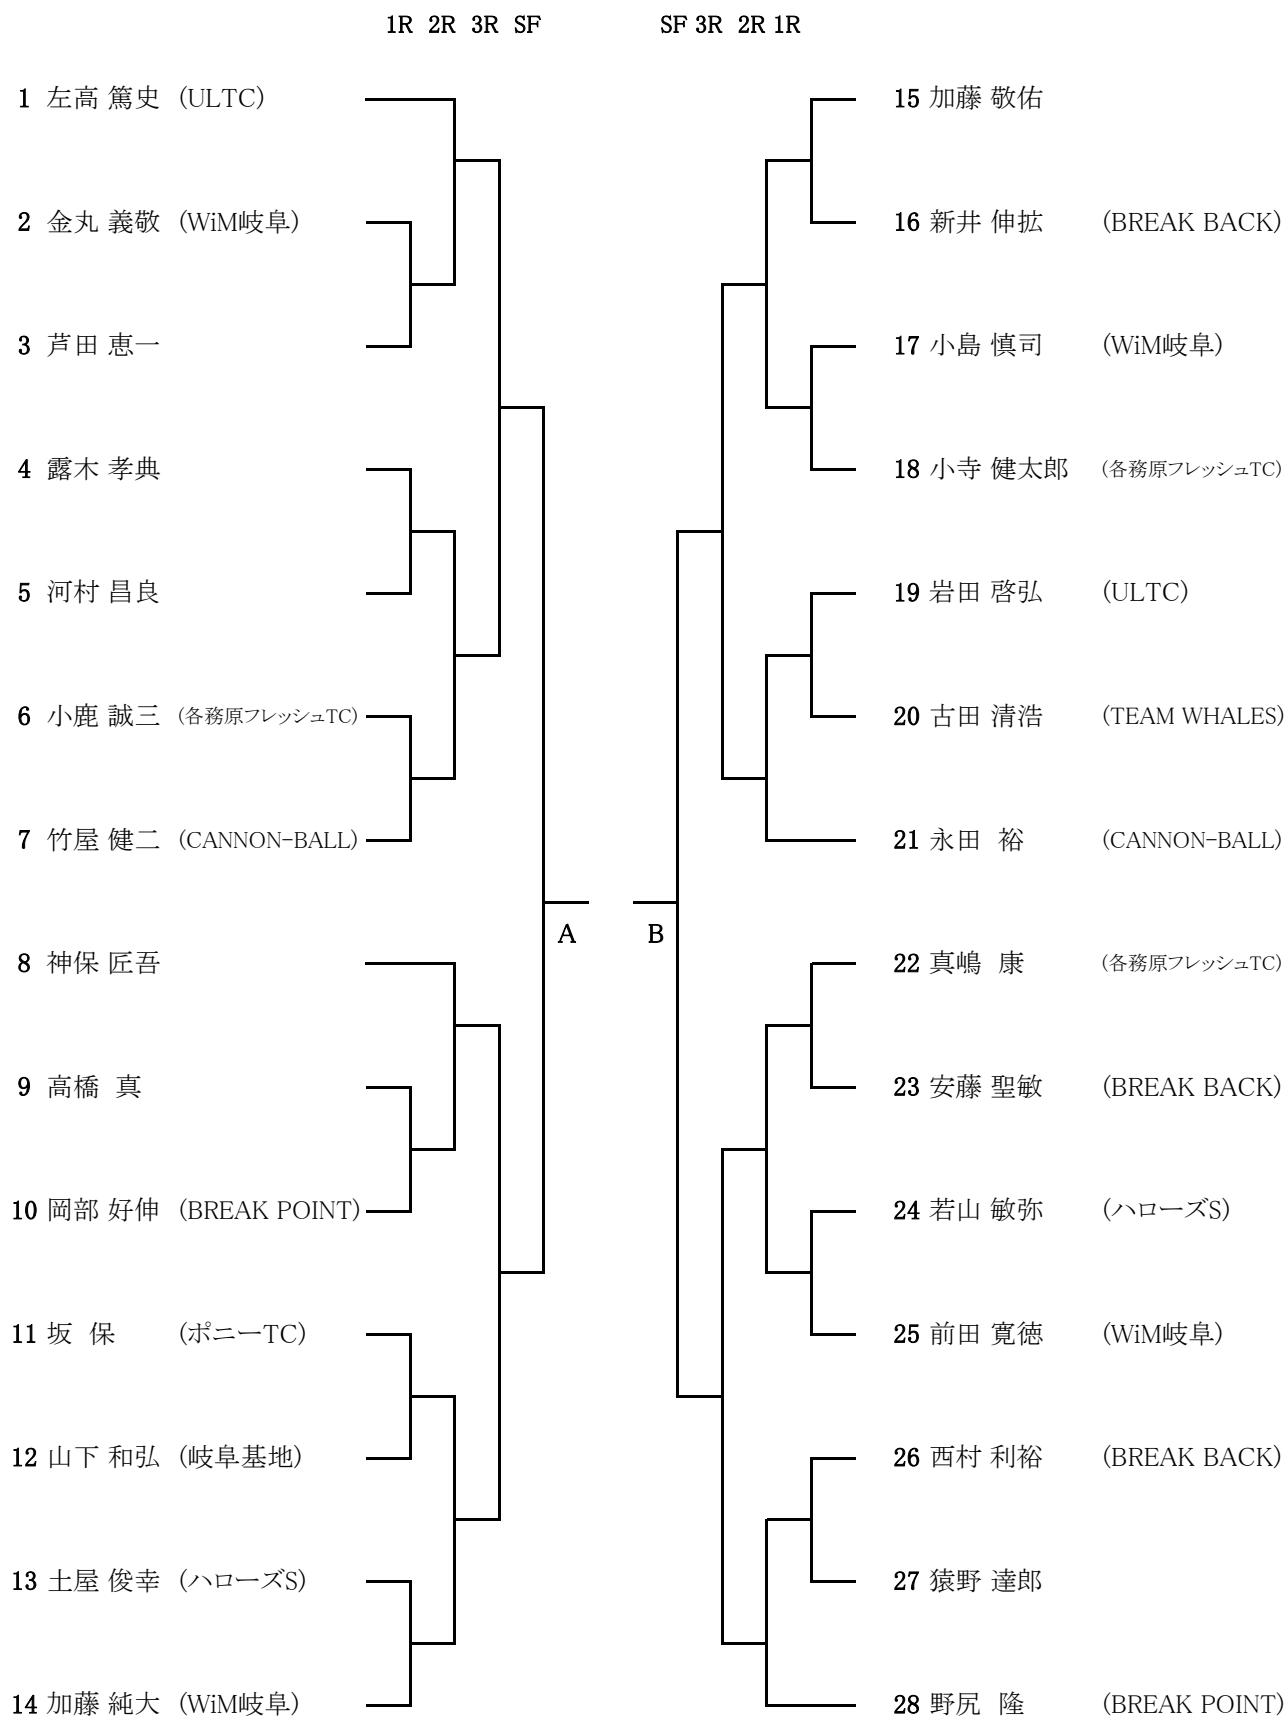 1R 2R 3R SF
SF 3R 2R 1R
1 左高 篤史 (ULTC)
2 金丸 義敬 (WiM岐阜)
3 芦田 恵一
4 露木 孝典
5 河村 昌良
6 小鹿 誠三 (各務原フレッシュTC)
7 竹屋 健二 (CANNON-BALL)
A
8 神保 匠吾
9 高橋 真
10 岡部 好伸 (BREAK POINT)
11 坂 保 (ポニーTC)
12 山下 和弘 (岐阜基地)
13 土屋 俊幸 (ハローズS)
14 加藤 純大 (WiM岐阜)
15 加藤 敬佑
16 新井 伸拡 (BREAK BACK)
17 小島 慎司 (WiM岐阜)
18 小寺 健太郎 (各務原フレッシュTC)
19 岩田 啓弘 (ULTC)
20 古田 清浩 (TEAM WHALES)
21 永田 裕 (CANNON-BALL)
B
22 真嶋 康 (各務原フレッシュTC)
23 安藤 聖敏 (BREAK BACK)
24 若山 敏弥 (ハローズS)
25 前田 寛徳 (WiM岐阜)
26 西村 利裕 (BREAK BACK)
27 猿野 達郎
28 野尻 隆 (BREAK POINT)